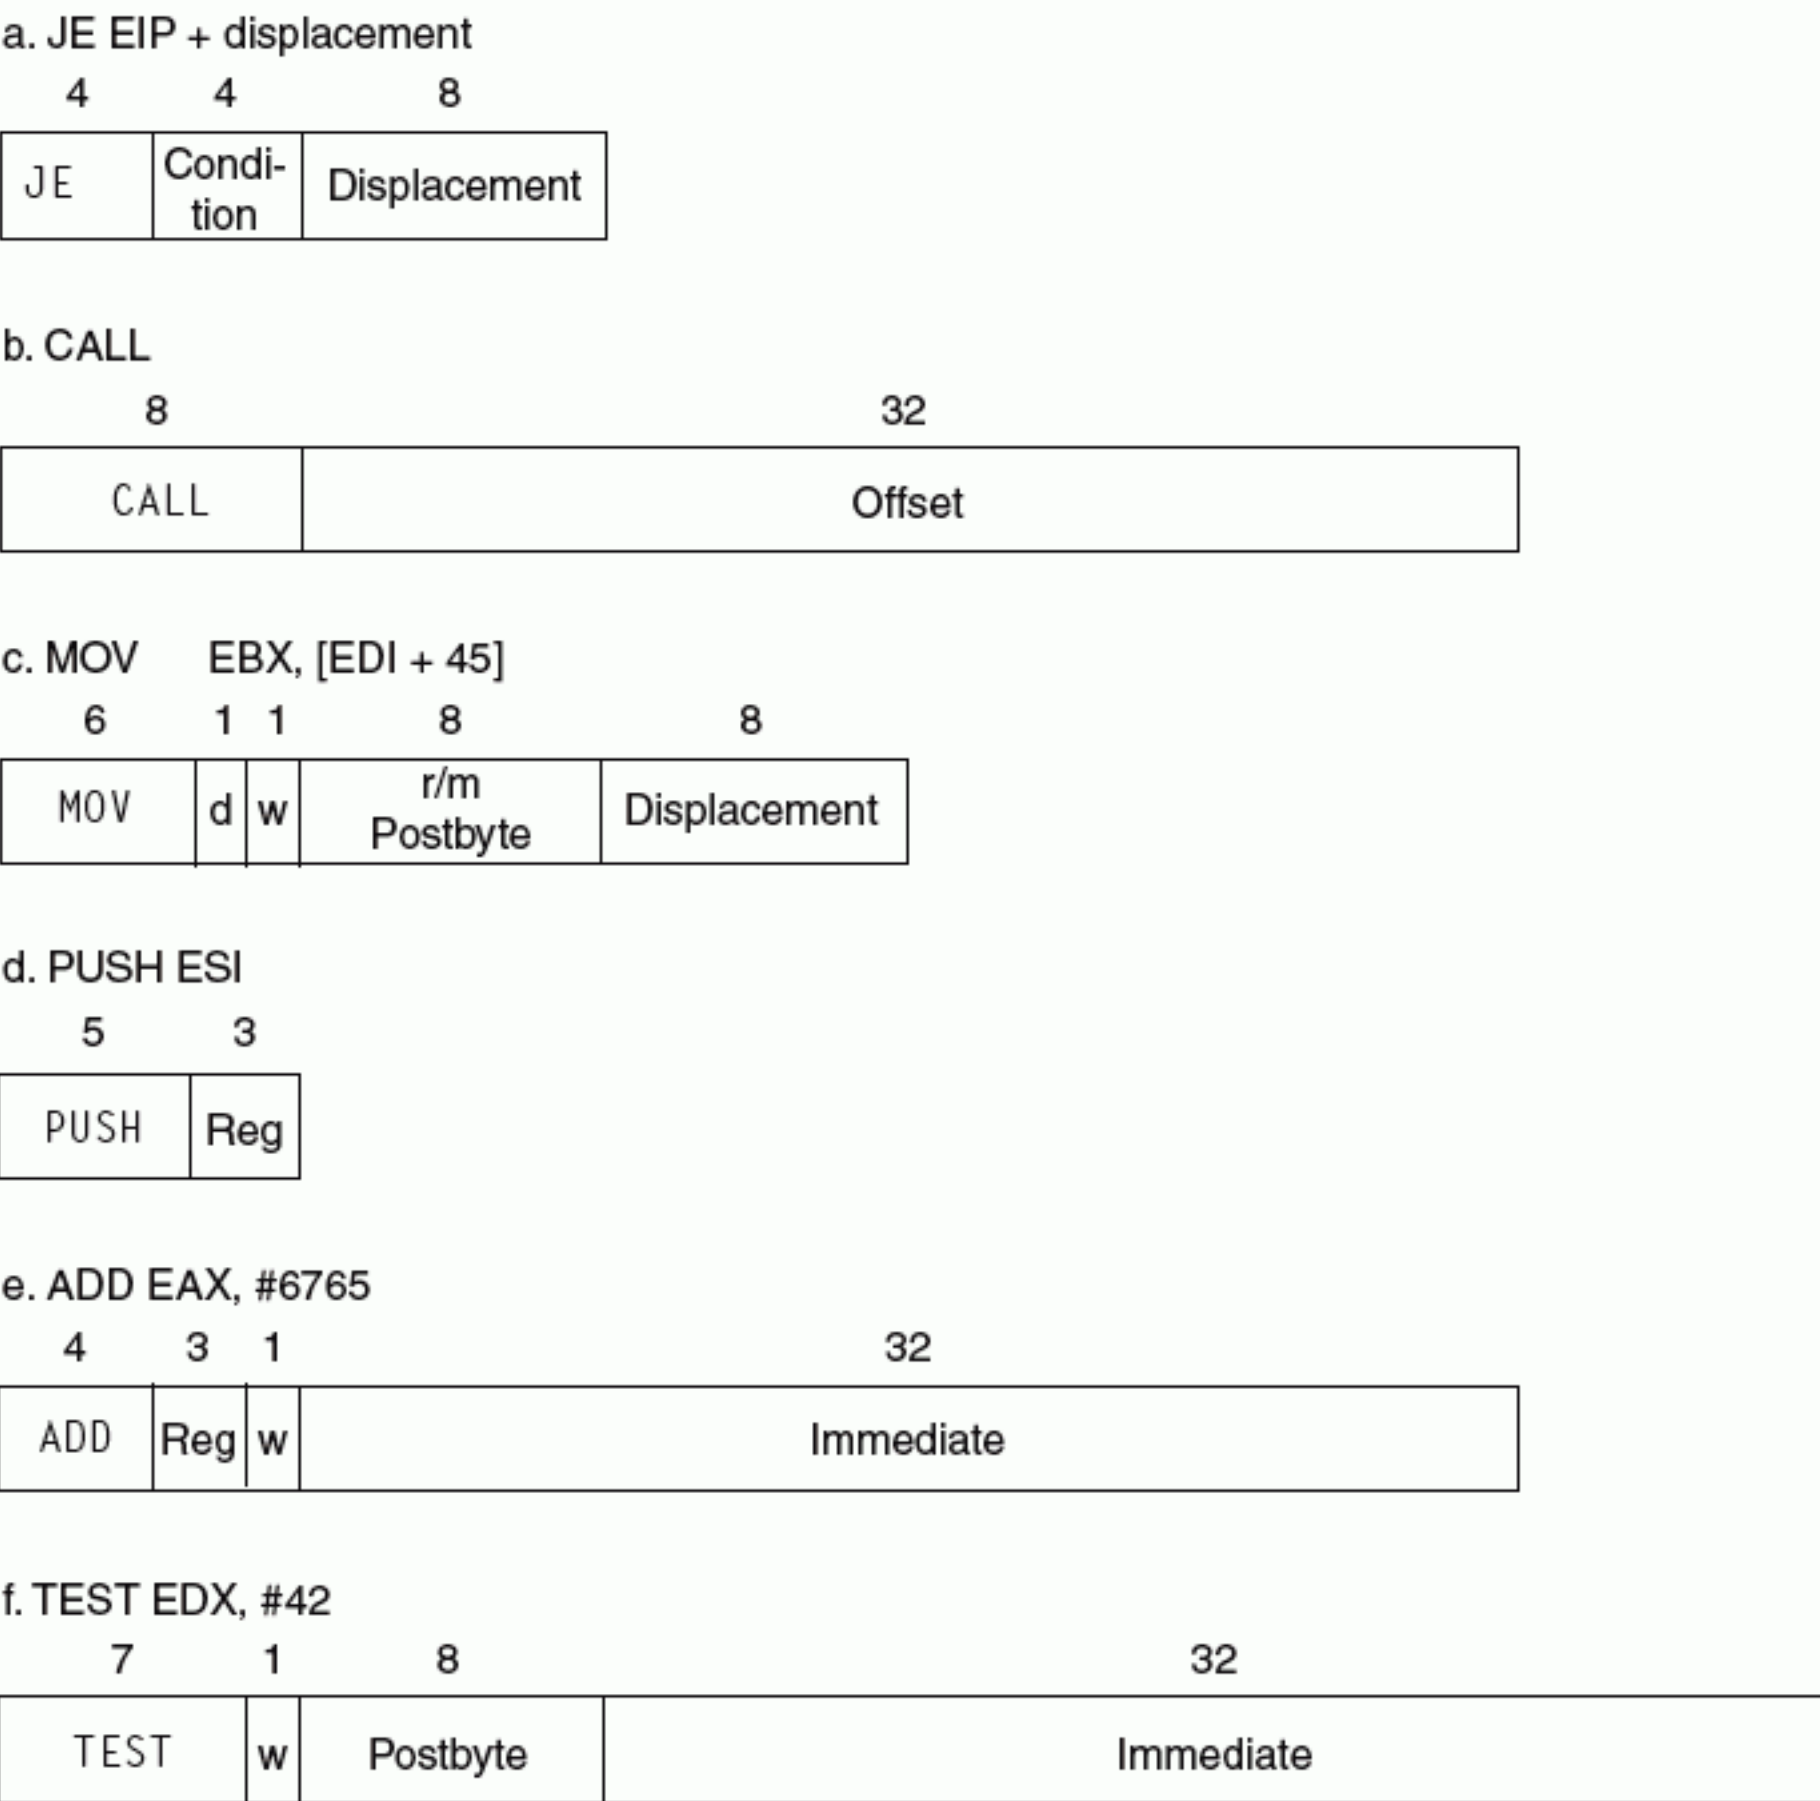 a. JE EIP + displacement
4 4 8
JE Condi-
tion Displacement
b. CALL
8 32
CALL Offset
c. MOV EBX, [EDI + 45]
6 1 1 8 8
MOV d w r/m
Postbyte Displacement
d. PUSH ESI
5 3
PUSH Reg
e. ADD EAX, #6765
4 3 1 32
ADD Reg w Immediate
f. TEST EDX, #42
7 1 8 32
TEST w Postbyte Immediate